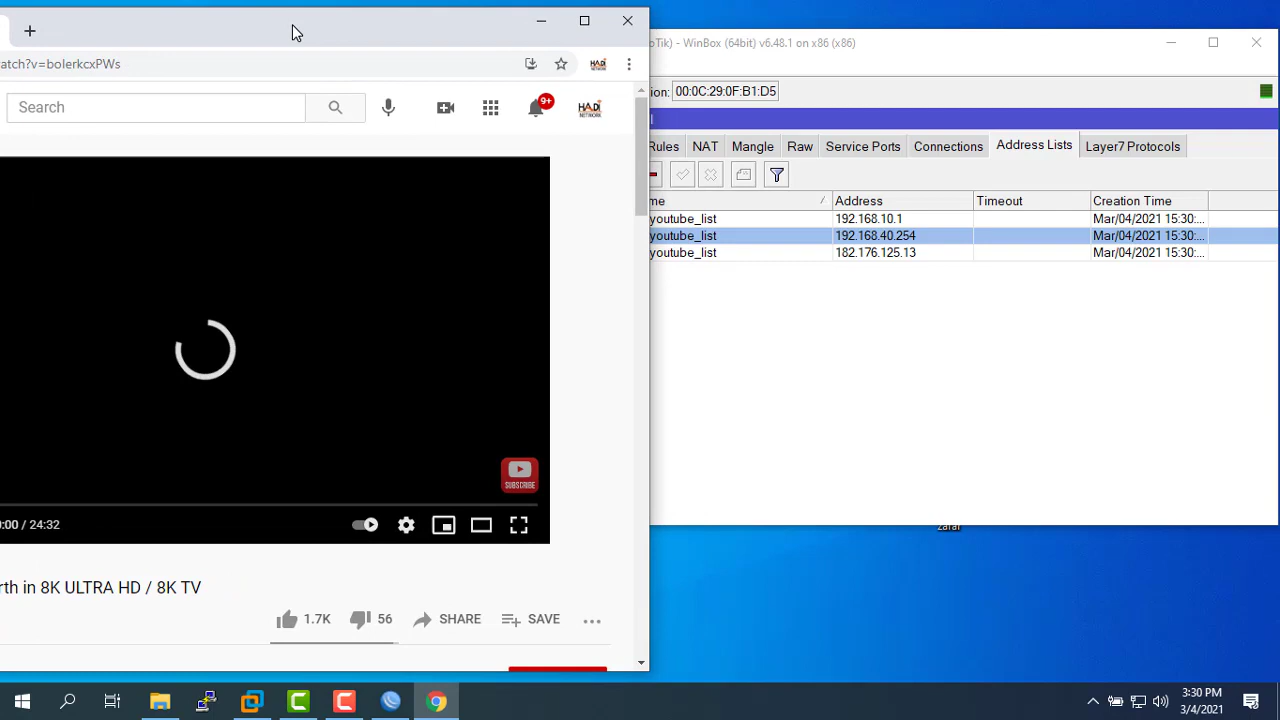 atch?v=bolerkcxPWs
Search
9+
HADI
NETWORK
SUBSCRIBE
0:00 / 24:32
rth in 8K ULTRA HD / 8K TV
1.7K
56
SHARE
SAVE
oTik) - WinBox (64bit) v6.48.1 on x86 (x86)
ion: 00:0C:29:0F:B1:D5
Rules NAT Mangle Raw Service Ports Connections Address Lists Layer7 Protocols
me Address Timeout Creation Time
youtube_list 192.168.10.1 Mar/04/2021 15:30:...
youtube_list 192.168.40.254 Mar/04/2021 15:30:...
youtube_list 182.176.125.13 Mar/04/2021 15:30:...
zafar
3:30 PM
3/4/2021